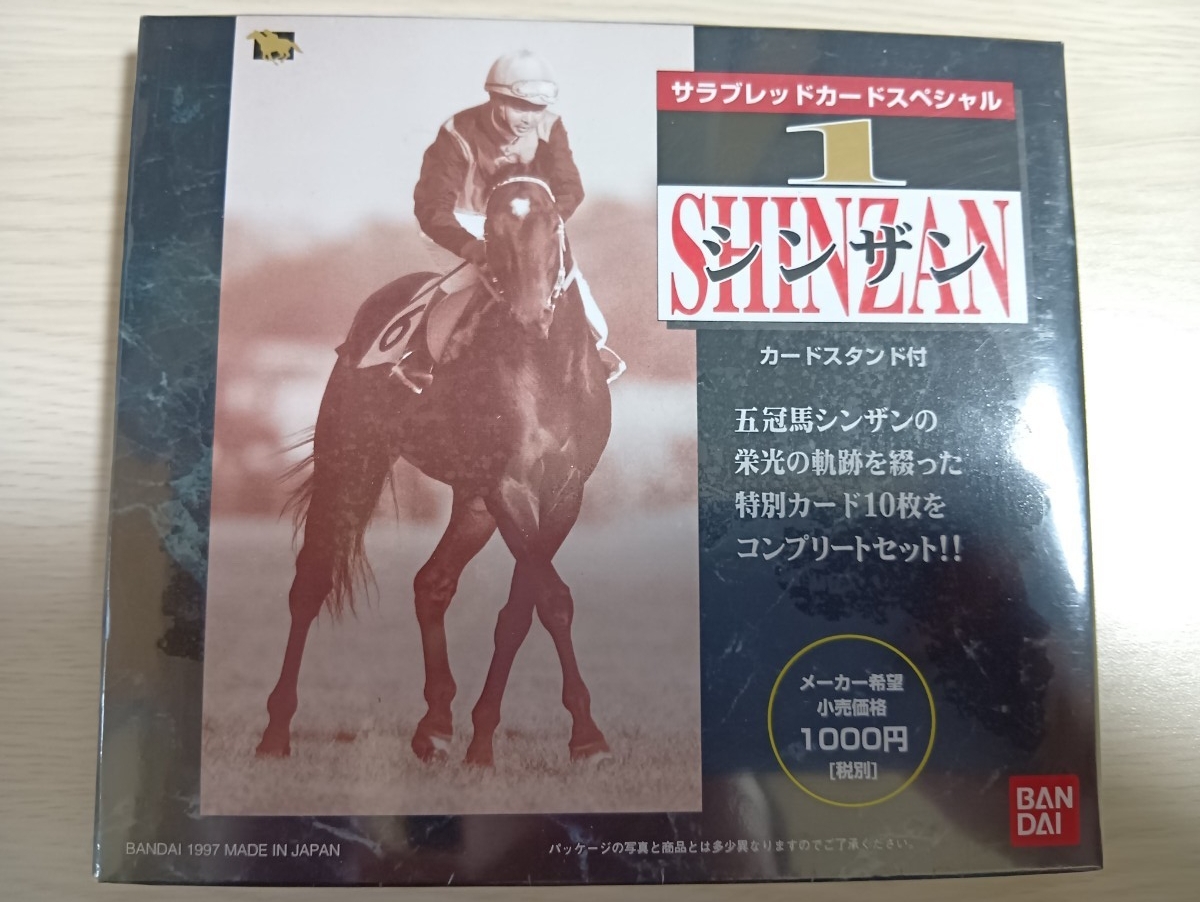 サラブレッドカードスペシャル
1
SHINZAN
シンザン
カードスタンド付
五冠馬シンザンの
栄光の軌跡を綴った
特別カード10枚を
コンプリートセット!!
メーカー希望
小売価格
1000円
[税別]
BAN
DAI
6
BANDAI 1997 MADE IN JAPAN
パッケージの写真と商品とは多少異なりますのでご了承ください。